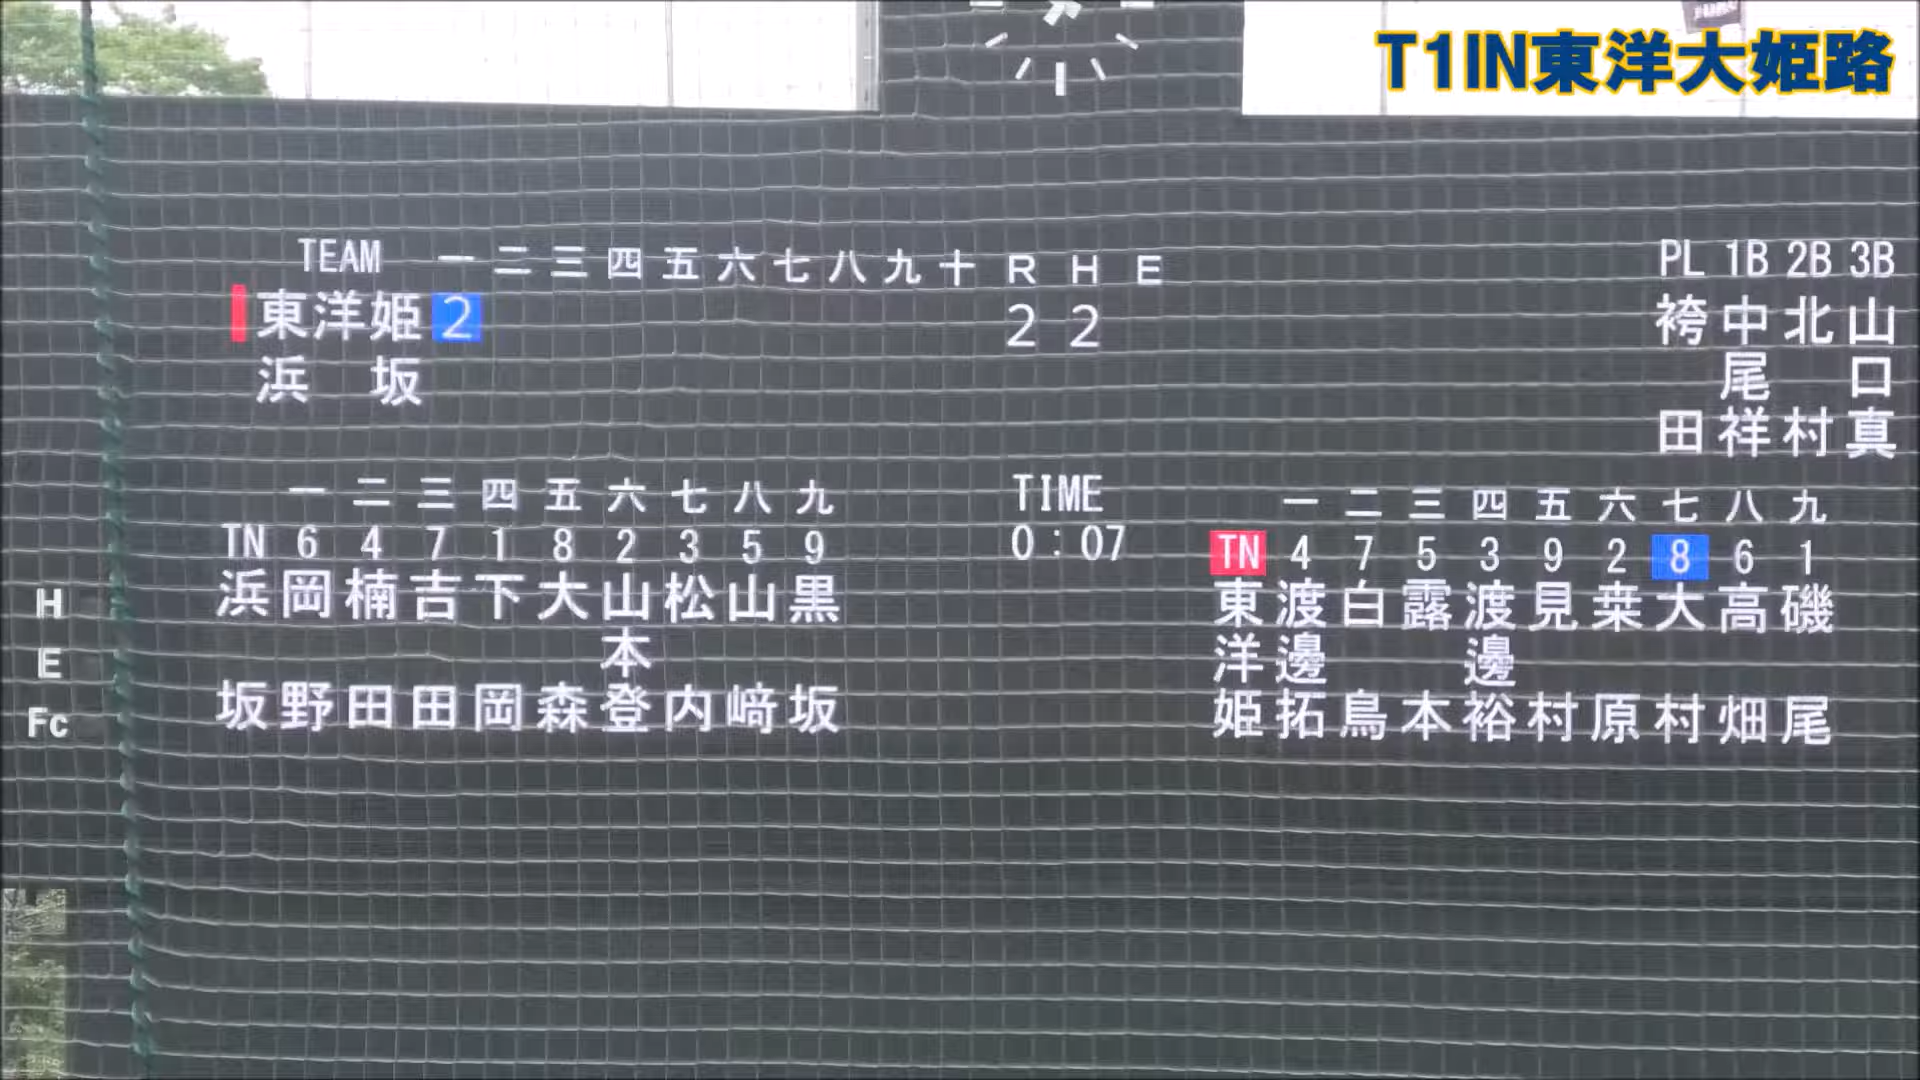 T1IN東洋大姫路
TEAM 一 二 三 四 五 六 七 八 九 十 R H E
東洋姫 2 2 2
浜 坂
PL 1B 2B 3B
袴 中 北 山
尾 口
田 祥 村 真
一 二 三 四 五 六 七 八 九
TN 6 4 7 1 8 2 3 5 9
浜 岡 楠 吉 下 大 山 松 山 黒
本
坂 野 田 田 岡 森 登 内 﨑 坂
TIME
0:07
一 二 三 四 五 六 七 八 九
TN 4 7 5 3 9 2 8 6 1
東 渡 白 露 渡 見 桒 大 高 磯
洋 邊 邊
姫 拓 鳥 本 裕 村 原 村 畑 尾
H
E
Fc